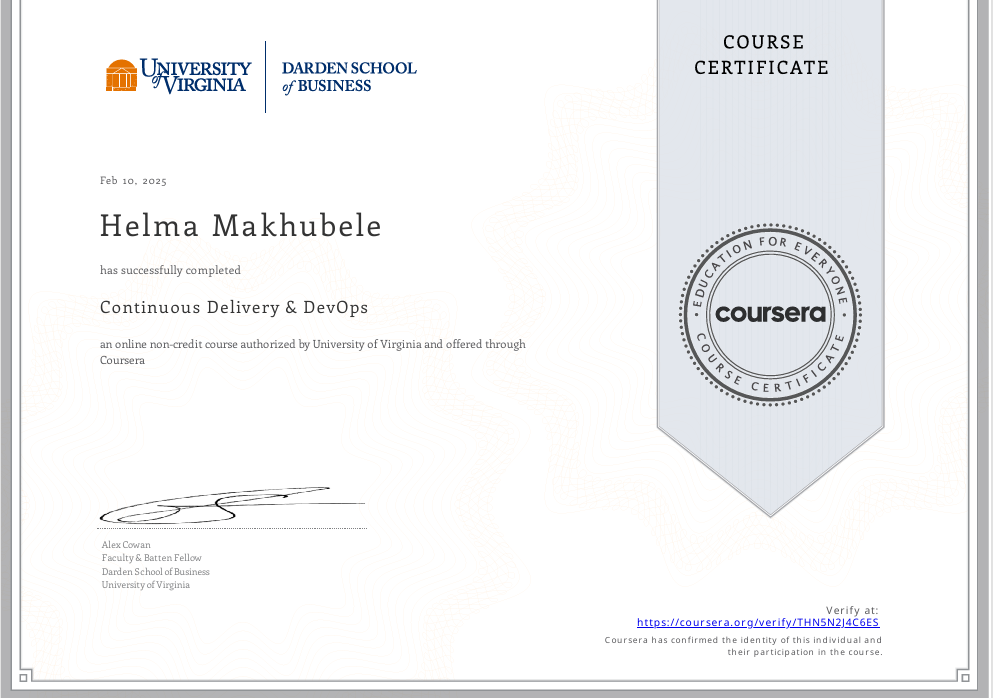 UNIVERSITY
of VIRGINIA
DARDEN SCHOOL
of BUSINESS
COURSE
CERTIFICATE
Feb 10, 2025
Helma Makhubele
has successfully completed
Continuous Delivery & DevOps
an online non-credit course authorized by University of Virginia and offered through
Coursera
EDUCATION FOR EVERYONE
coursera
COURSE CERTIFICATE
Alex Cowan
Faculty & Batten Fellow
Darden School of Business
University of Virginia
Verify at:
https://coursera.org/verify/THN5N2J4C6ES
Coursera has confirmed the identity of this individual and
their participation in the course.